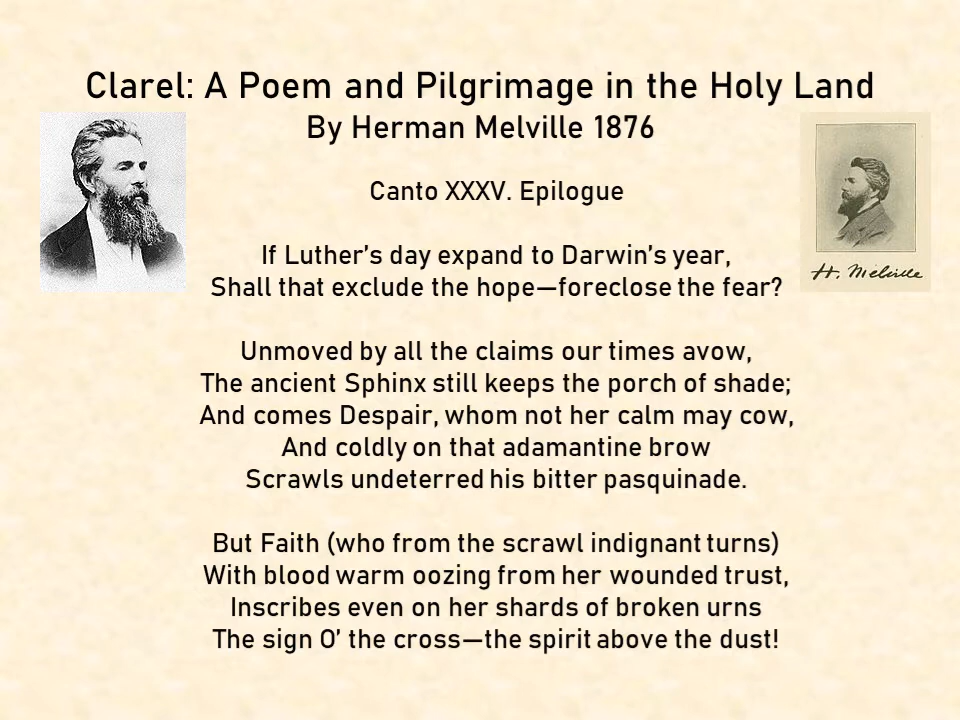 Clarel: A Poem and Pilgrimage in the Holy Land
By Herman Melville 1876
H. Melville
Canto XXXV. Epilogue
If Luther’s day expand to Darwin’s year,
Shall that exclude the hope—foreclose the fear?
Unmoved by all the claims our times avow,
The ancient Sphinx still keeps the porch of shade;
And comes Despair, whom not her calm may cow,
And coldly on that adamantine brow
Scrawls undeterred his bitter pasquinade.
But Faith (who from the scrawl indignant turns)
With blood warm oozing from her wounded trust,
Inscribes even on her shards of broken urns
The sign O’ the cross—the spirit above the dust!